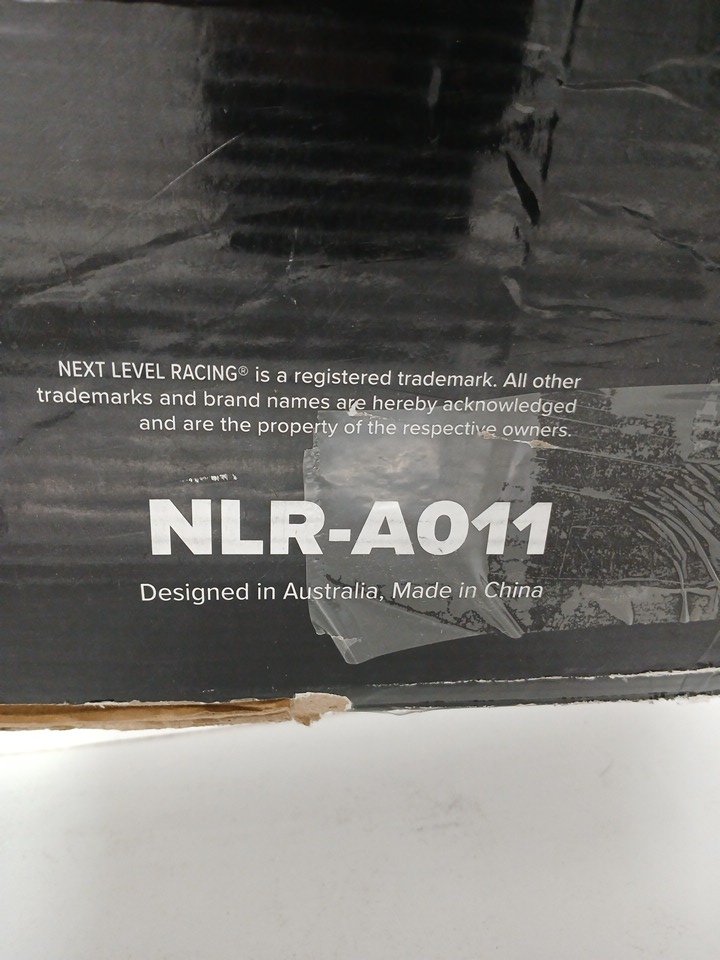 NEXT LEVEL RACING® is a registered trademark. All other
trademarks and brand names are hereby acknowledged
and are the property of the respective owners.
NLR-A011
Designed in Australia, Made in China